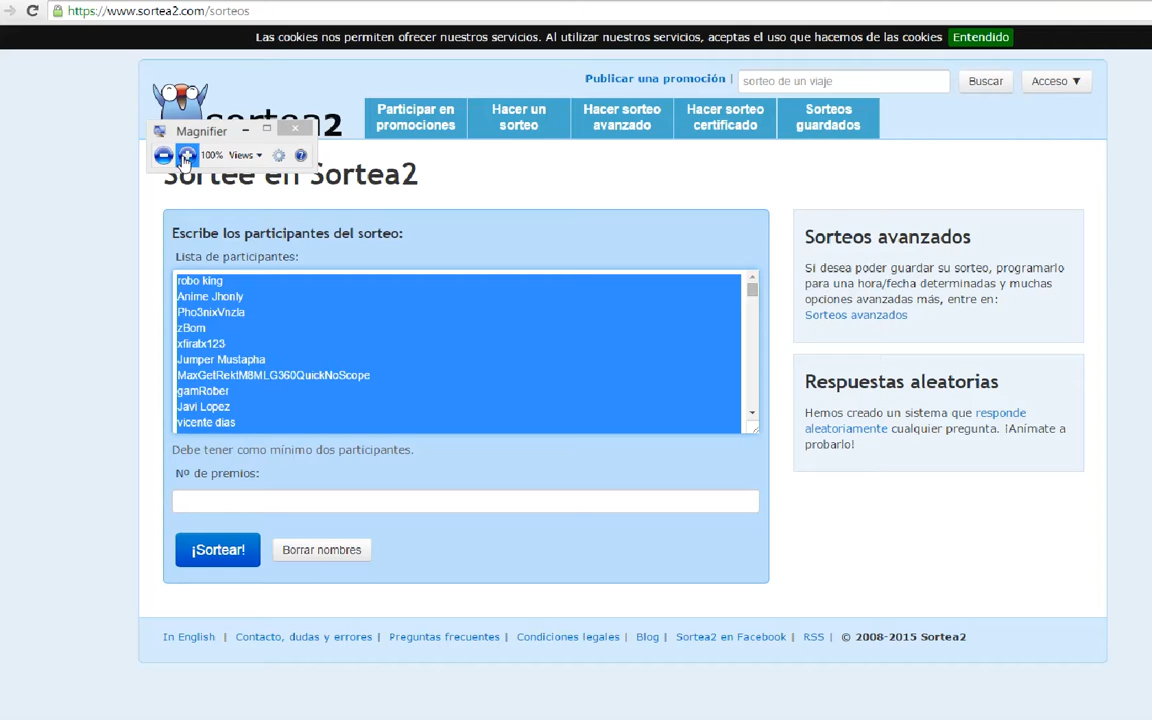 https://www.sortea2.com/sorteos
Las cookies nos permiten ofrecer nuestros servicios. Al utilizar nuestros servicios, aceptas el uso que hacemos de las cookies Entendido
Publicar una promoción | sorteo de un viaje Buscar Acceso ▼
sortea2
Participar en promociones
Hacer un sorteo
Hacer sorteo avanzado
Hacer sorteo certificado
Sorteos guardados
Magnifier
100% Views
Sortee en Sortea2
Escribe los participantes del sorteo:
Lista de participantes:
robo king
Anime Jhonly
Pho3nixVnzla
zBorn
xfiratx123
Jumper Mustapha
MaxGetRektM8MLG360QuickNoScope
gamRober
Javi Lopez
vicente dias
Debe tener como mínimo dos participantes.
Nº de premios:
¡Sortear! Borrar nombres
Sorteos avanzados
Si desea poder guardar su sorteo, programarlo
para una hora/fecha determinadas y muchas
opciones avanzadas más, entre en:
Sorteos avanzados
Respuestas aleatorias
Hemos creado un sistema que responde
aleatoriamente cualquier pregunta. ¡Anímate a
probarlo!
In English | Contacto, dudas y errores | Preguntas frecuentes | Condiciones legales | Blog | Sortea2 en Facebook | RSS | © 2008-2015 Sortea2